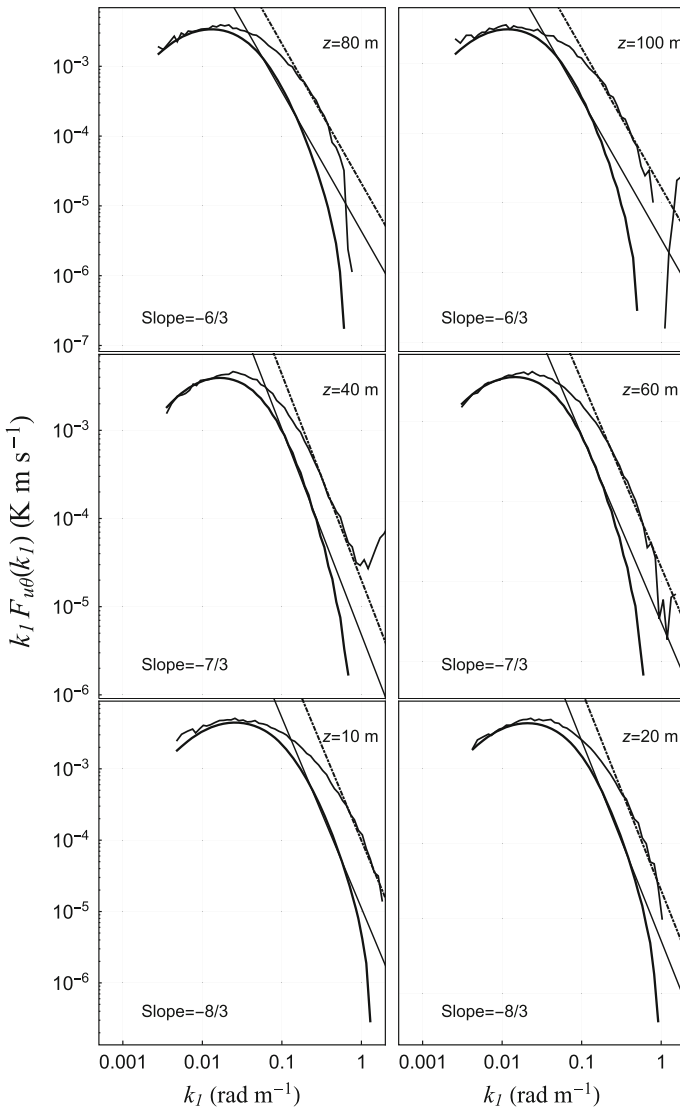 z=80 m
z=100 m
10⁻³
10⁻⁴
10⁻⁵
10⁻⁶
10⁻⁷
Slope=−6/3
Slope=−6/3
z=40 m
z=60 m
10⁻³
10⁻⁴
10⁻⁵
10⁻⁶
Slope=−7/3
Slope=−7/3
k₁ F_uθ(k₁) (K m s⁻¹)
z=10 m
z=20 m
10⁻³
10⁻⁴
10⁻⁵
10⁻⁶
Slope=−8/3
Slope=−8/3
0.001 0.01 0.1 1
0.001 0.01 0.1 1
k₁ (rad m⁻¹)
k₁ (rad m⁻¹)